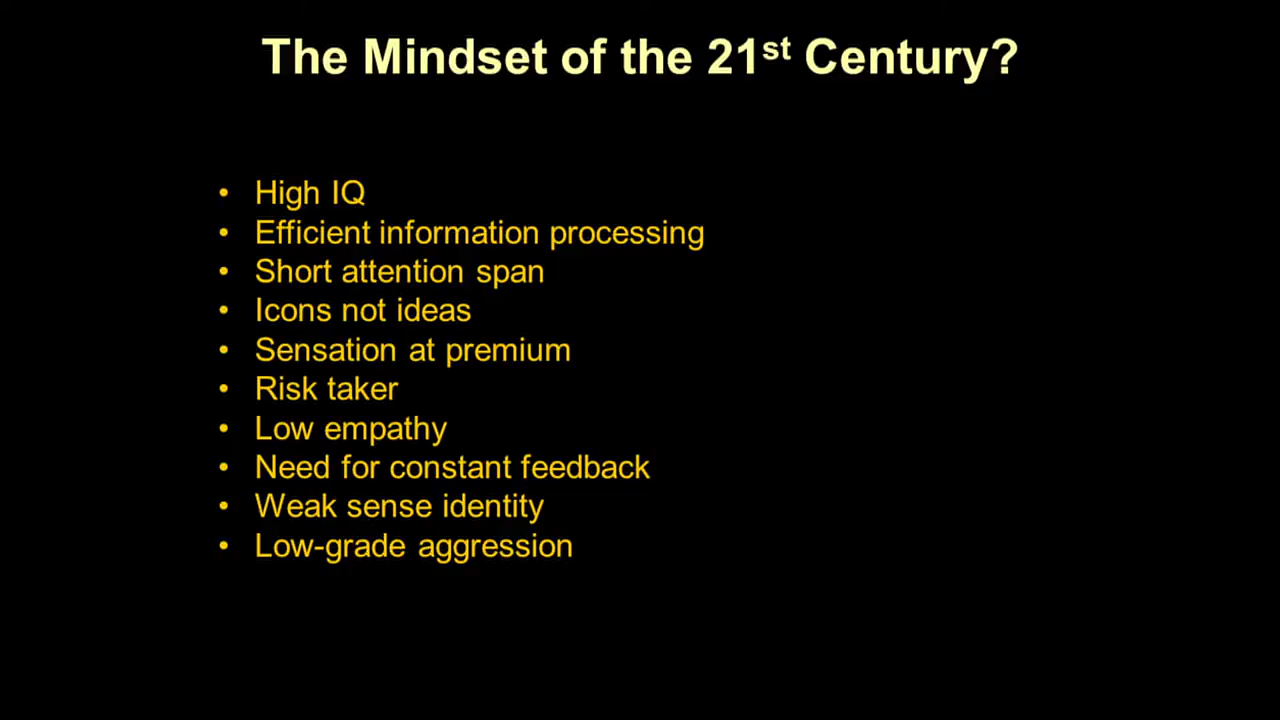 The Mindset of the 21st Century?
• High IQ
• Efficient information processing
• Short attention span
• Icons not ideas
• Sensation at premium
• Risk taker
• Low empathy
• Need for constant feedback
• Weak sense identity
• Low-grade aggression